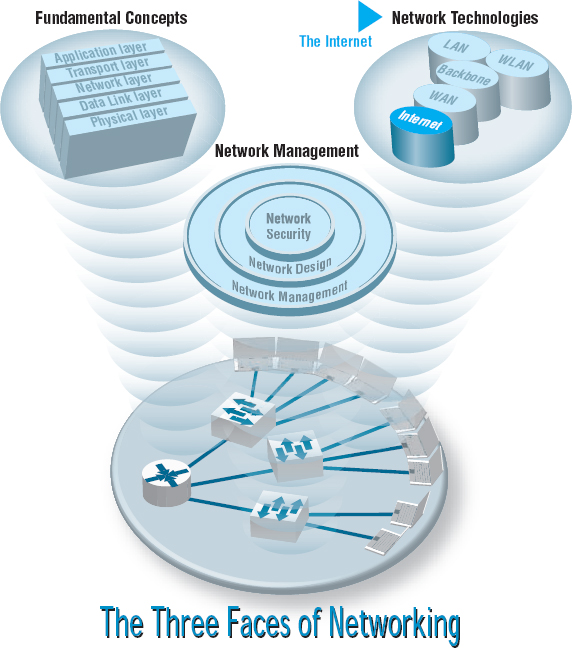 Fundamental Concepts
Network Technologies
The Internet
Application layer
Transport layer
Network layer
Data Link layer
Physical layer
LAN
WLAN
Backbone
WAN
Internet
Network Management
Network
Security
Network Design
Network Management
The Three Faces of Networking